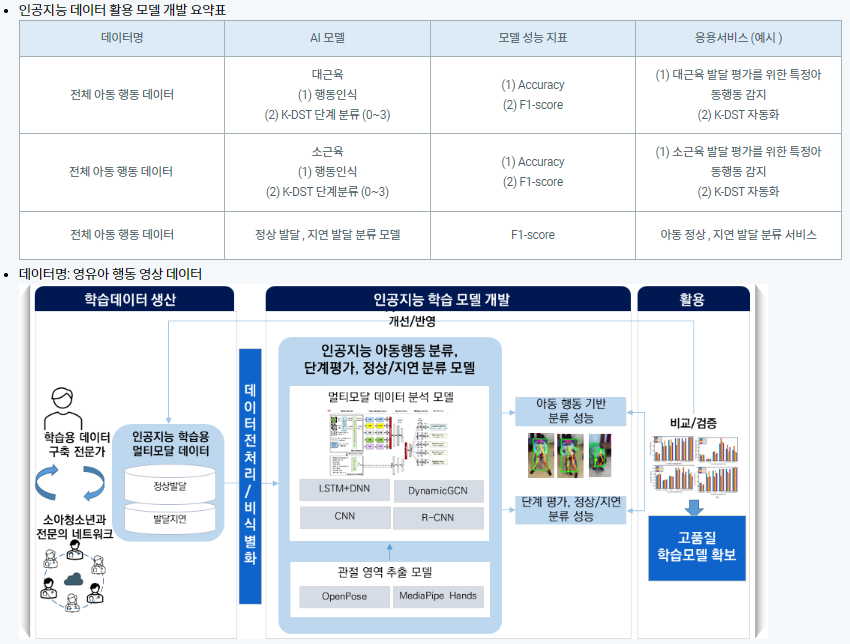 인공지능 데이터 활용 모델 개발 요약표
데이터명
AI 모델
모델 성능 지표
응용서비스 (예시 )
전체 아동 행동 데이터
대근육
(1) 행동인식
(2) K-DST 단계 분류 (0~3)
(1) Accuracy
(2) F1-score
(1) 대근육 발달 평가를 위한 특정아
동행동 감지
(2) K-DST 자동화
전체 아동 행동 데이터
소근육
(1) 행동인식
(2) K-DST 단계분류 (0~3)
(1) Accuracy
(2) F1-score
(1) 소근육 발달 평가를 위한 특정아
동행동 감지
(2) K-DST 자동화
전체 아동 행동 데이터
정상 발달 , 지연 발달 분류 모델
F1-score
아동 정상 , 지연 발달 분류 서비스
데이터명: 영유아 행동 영상 데이터
학습데이터 생산
인공지능 학습 모델 개발
활용
개선/반영
학습용 데이터
구축 전문가
소아청소년과
전문의 네트워크
인공지능 학습용
멀티모달 데이터
정상발달
발달지연
데이터전처리/비식별화
인공지능 아동행동 분류,
단계평가, 정상/지연 분류 모델
멀티모달 데이터 분석 모델
LSTM+DNN
DynamicGCN
CNN
R-CNN
관절 영역 추출 모델
OpenPose
MediaPipe Hands
아동 행동 기반
분류 성능
단계 평가, 정상/지연
분류 성능
비교/검증
고품질
학습모델 확보